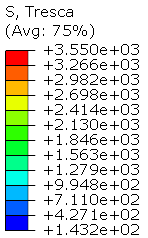 S, Tresca
(Avg: 75%)
+3.550e+03
+3.266e+03
+2.982e+03
+2.698e+03
+2.414e+03
+2.130e+03
+1.846e+03
+1.563e+03
+1.279e+03
+9.948e+02
+7.110e+02
+4.271e+02
+1.432e+02